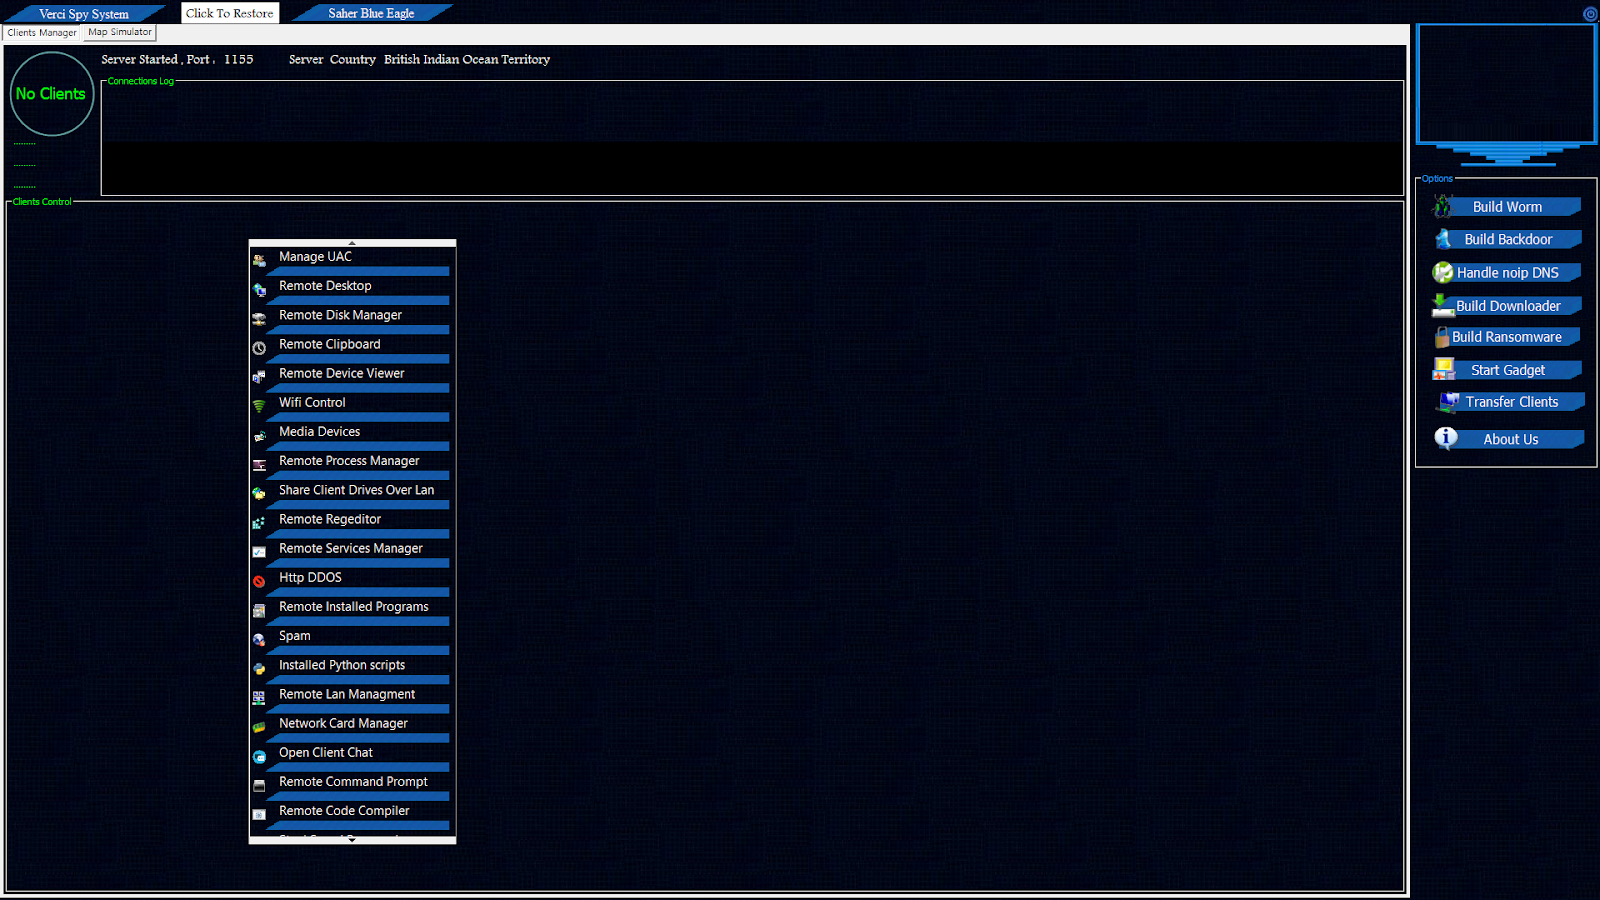 Verci Spy System
Click To Restore
Saher Blue Eagle
Clients Manager
Map Simulator
Server Started , Port : 1155
Server Country British Indian Ocean Territory
No Clients
Connections Log
.........
.........
.........
Clients Control
Manage UAC
Remote Desktop
Remote Disk Manager
Remote Clipboard
Remote Device Viewer
Wifi Control
Media Devices
Remote Process Manager
Share Client Drives Over Lan
Remote Regeditor
Remote Services Manager
Http DDOS
Remote Installed Programs
Spam
Installed Python scripts
Remote Lan Managment
Network Card Manager
Open Client Chat
Remote Command Prompt
Remote Code Compiler
Options
Build Worm
Build Backdoor
Handle noip DNS
Build Downloader
Build Ransomware
Start Gadget
Transfer Clients
About Us